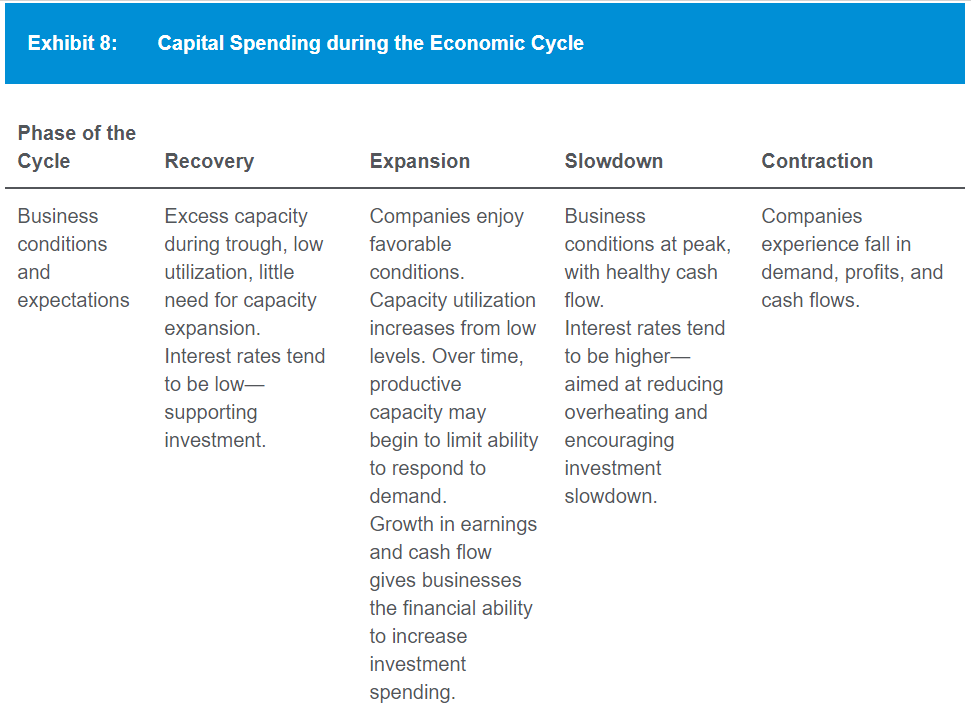 Exhibit 8: Capital Spending during the Economic Cycle
Phase of the
Cycle
Recovery
Expansion
Slowdown
Contraction
Business
conditions
and
expectations
Excess capacity
during trough, low
utilization, little
need for capacity
expansion.
Interest rates tend
to be low—
supporting
investment.
Companies enjoy
favorable
conditions.
Capacity utilization
increases from low
levels. Over time,
productive
capacity may
begin to limit ability
to respond to
demand.
Growth in earnings
and cash flow
gives businesses
the financial ability
to increase
investment
spending.
Business
conditions at peak,
with healthy cash
flow.
Interest rates tend
to be higher—
aimed at reducing
overheating and
encouraging
investment
slowdown.
Companies
experience fall in
demand, profits, and
cash flows.